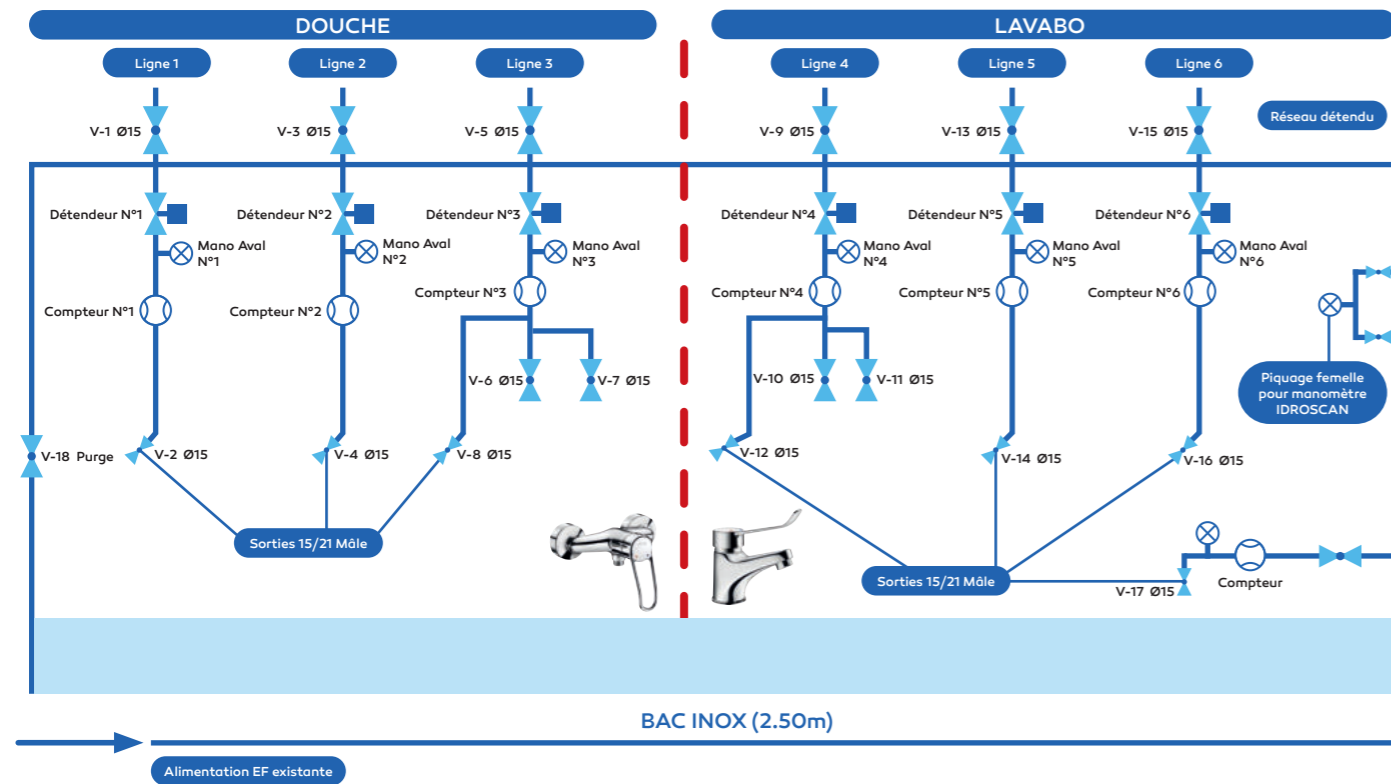 DOUCHE
LAVABO
Ligne 1
Ligne 2
Ligne 3
Ligne 4
Ligne 5
Ligne 6
V-1 Ø15
V-3 Ø15
V-5 Ø15
V-9 Ø15
V-13 Ø15
V-15 Ø15
Réseau détendu
Détendeur N°1
Détendeur N°2
Détendeur N°3
Détendeur N°4
Détendeur N°5
Détendeur N°6
Mano Aval
N°1
Mano Aval
N°2
Mano Aval
N°3
Mano Aval
N°4
Mano Aval
N°5
Mano Aval
N°6
Compteur N°1
Compteur N°2
Compteur N°3
Compteur N°4
Compteur N°5
Compteur N°6
V-6 Ø15
V-7 Ø15
V-10 Ø15
V-11 Ø15
Piquage femelle
pour manomètre
IDROSCAN
V-18 Purge
V-2 Ø15
V-4 Ø15
V-8 Ø15
V-12 Ø15
V-14 Ø15
V-16 Ø15
Sorties 15/21 Mâle
Sorties 15/21 Mâle
V-17 Ø15
Compteur
BAC INOX (2.50m)
Alimentation EF existante